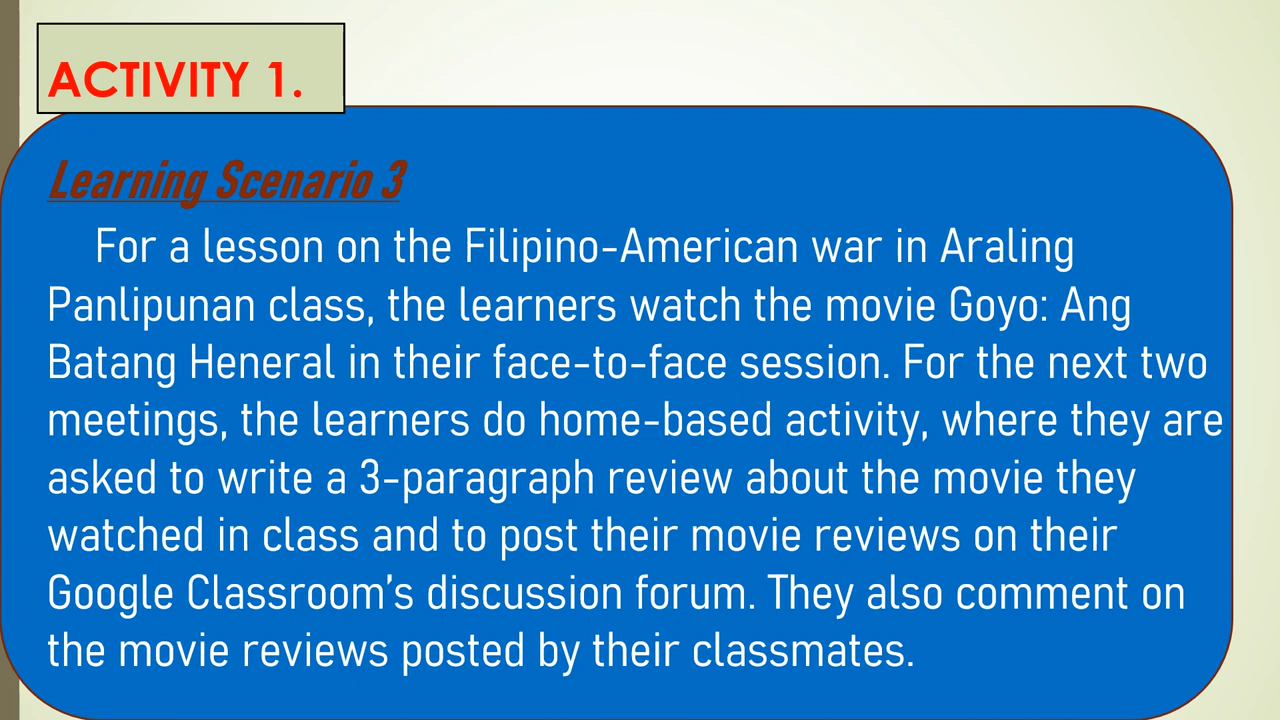 ACTIVITY 1.
Learning Scenario 3
For a lesson on the Filipino-American war in Araling
Panlipunan class, the learners watch the movie Goyo: Ang
Batang Heneral in their face-to-face session. For the next two
meetings, the learners do home-based activity, where they are
asked to write a 3-paragraph review about the movie they
watched in class and to post their movie reviews on their
Google Classroom’s discussion forum. They also comment on
the movie reviews posted by their classmates.